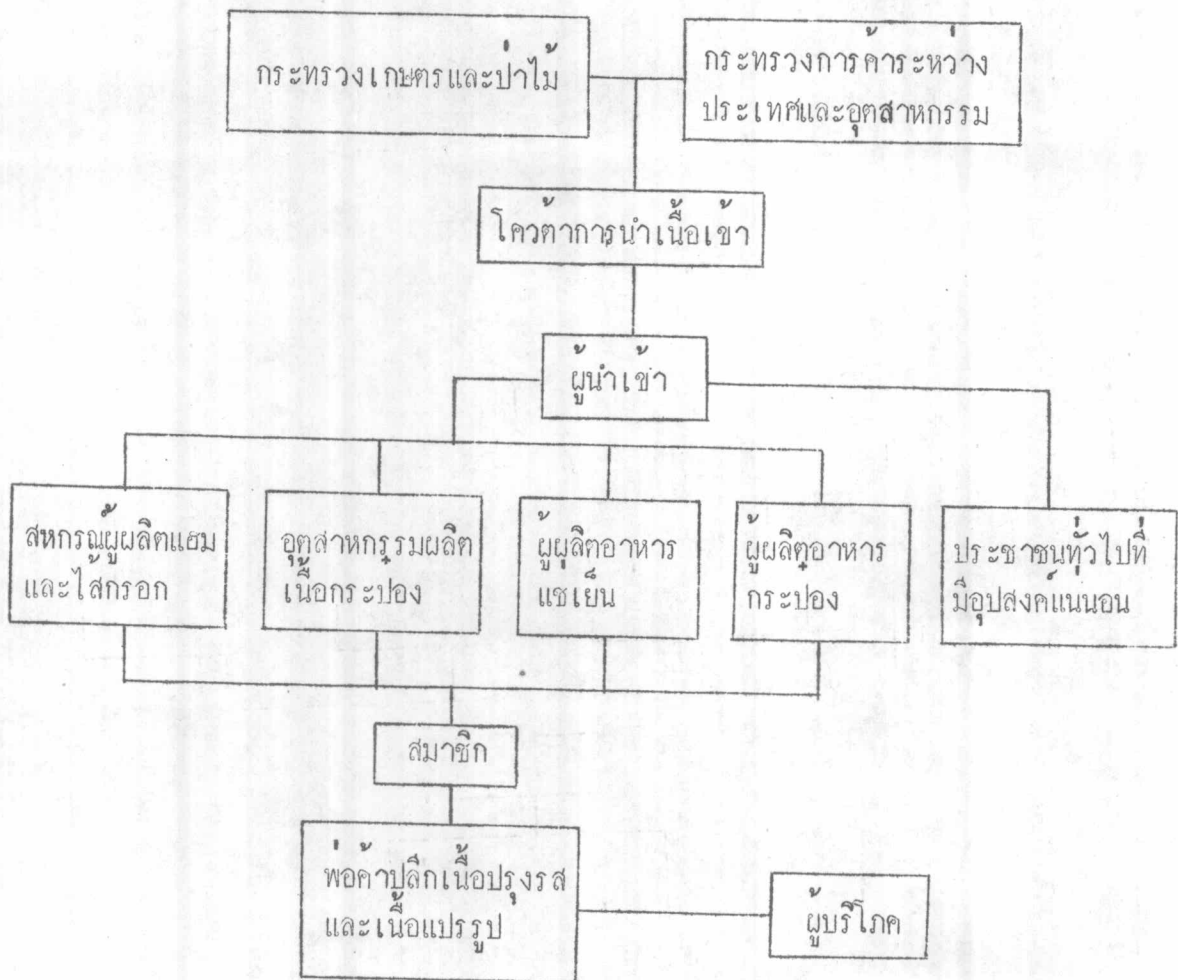 กระทรวงเกษตรและป่าไม้
กระทรวงการค้าระหว่าง
ประเทศและอุตสาหกรรม
โควต้าการนำเนื้อเข้า
ผู้นำเข้า
สหกรณ์ผู้ผลิตแฮม
และไส้กรอก
อุตสาหกรรมผลิต
เนื้อกระป๋อง
ผู้ผลิตอาหาร
แช่เย็น
ผู้ผลิตอาหาร
กระป๋อง
ประชาชนทั่วไปที่
มีอุปสงค์แน่นอน
สมาชิก
พ่อค้าปลีกเนื้อปรุงรส
และเนื้อแปรรูป
ผู้บริโภค